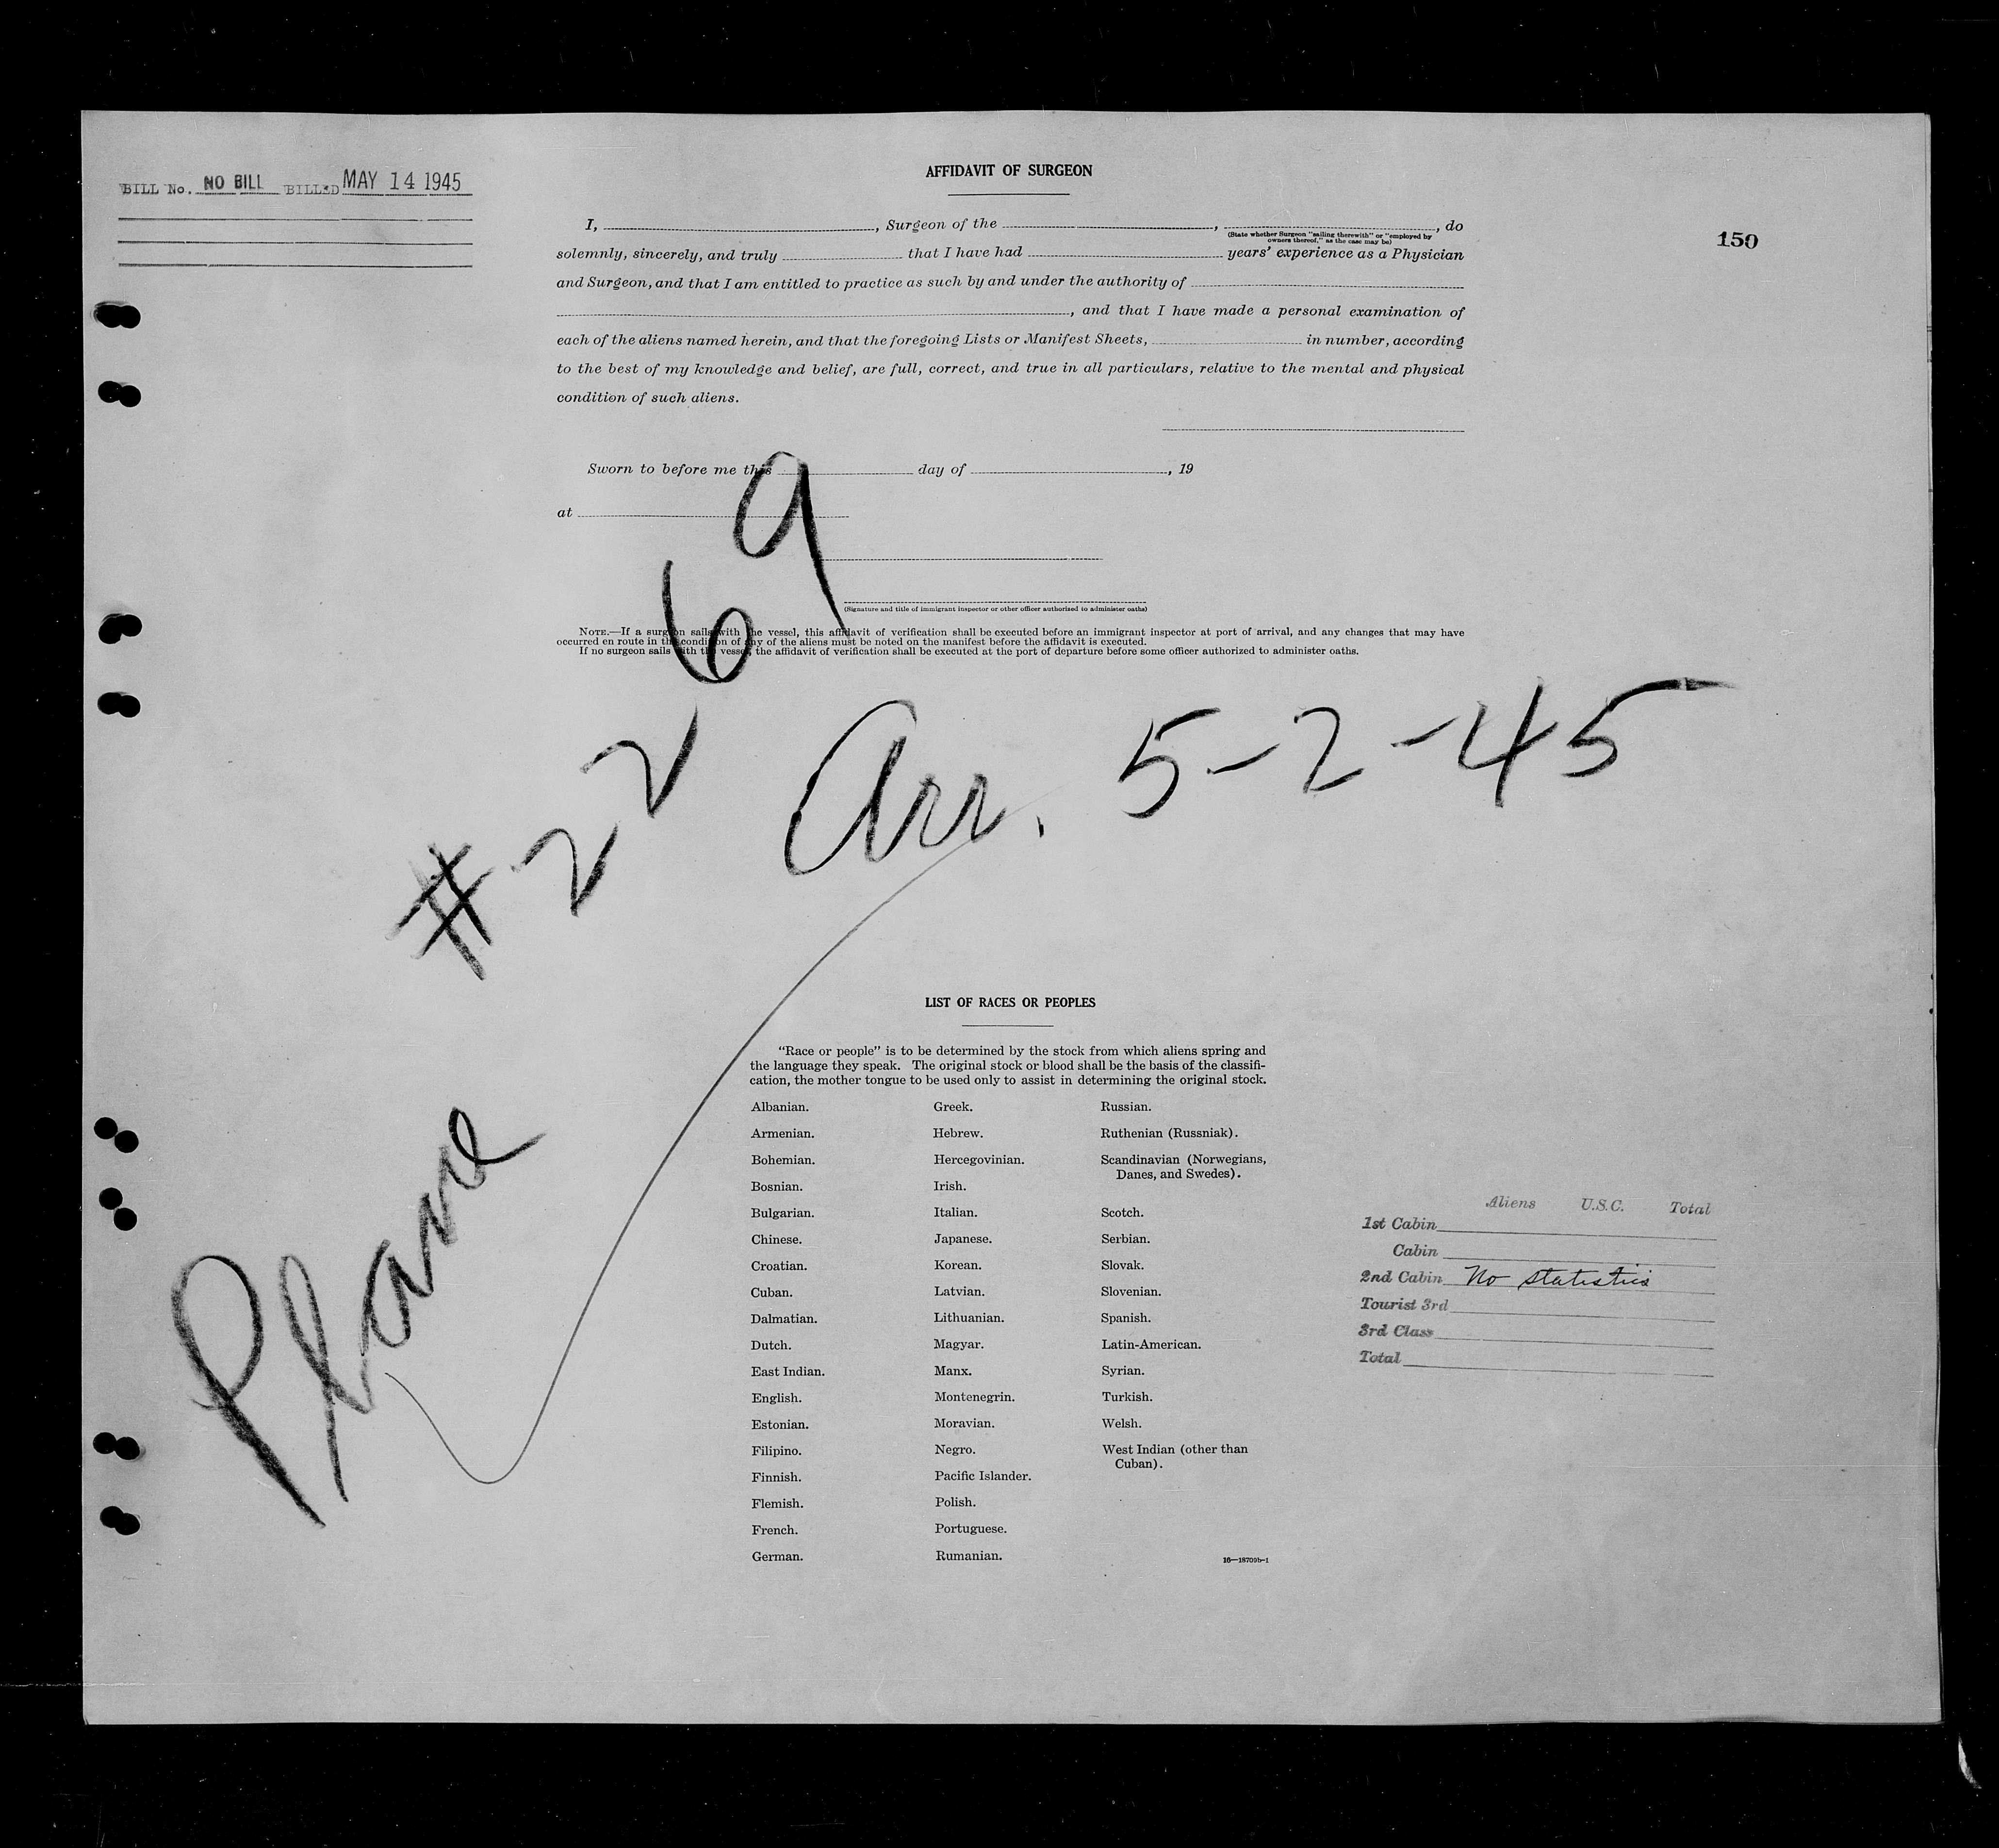 BILL No. NO BILL BILLED MAY 14 1945
AFFIDAVIT OF SURGEON
150
I, , Surgeon of the , , do
(State whether Surgeon "sailing therewith" or "employed by
owners thereof," as the case may be)
solemnly, sincerely, and truly that I have had years' experience as a Physician
and Surgeon, and that I am entitled to practice as such by and under the authority of
, and that I have made a personal examination of
each of the aliens named herein, and that the foregoing Lists or Manifest Sheets, in number, according
to the best of my knowledge and belief, are full, correct, and true in all particulars, relative to the mental and physical
condition of such aliens.
Sworn to before me this day of , 19
at
(Signature and title of immigrant inspector or other officer authorized to administer oaths)
NOTE.—If a surgeon sails with the vessel, this affidavit of verification shall be executed before an immigrant inspector at port of arrival, and any changes that may have
occurred en route in the condition of any of the aliens must be noted on the manifest before the affidavit is executed.
If no surgeon sails with the vessel, the affidavit of verification shall be executed at the port of departure before some officer authorized to administer oaths.
Plane #2269
Arr. 5-2-45
LIST OF RACES OR PEOPLES
"Race or people" is to be determined by the stock from which aliens spring and
the language they speak. The original stock or blood shall be the basis of the classifi-
cation, the mother tongue to be used only to assist in determining the original stock.
Albanian.
Armenian.
Bohemian.
Bosnian.
Bulgarian.
Chinese.
Croatian.
Cuban.
Dalmatian.
Dutch.
East Indian.
English.
Estonian.
Filipino.
Finnish.
Flemish.
French.
German.
Greek.
Hebrew.
Hercegovinian.
Irish.
Italian.
Japanese.
Korean.
Latvian.
Lithuanian.
Magyar.
Manx.
Montenegrin.
Moravian.
Negro.
Pacific Islander.
Polish.
Portuguese.
Rumanian.
Russian.
Ruthenian (Russniak).
Scandinavian (Norwegians,
Danes, and Swedes).
Scotch.
Serbian.
Slovak.
Slovenian.
Spanish.
Latin-American.
Syrian.
Turkish.
Welsh.
West Indian (other than
Cuban).
16—18709b-1
Aliens U.S.C. Total
1st Cabin
Cabin
2nd Cabin No statistics
Tourist 3rd
3rd Class
Total